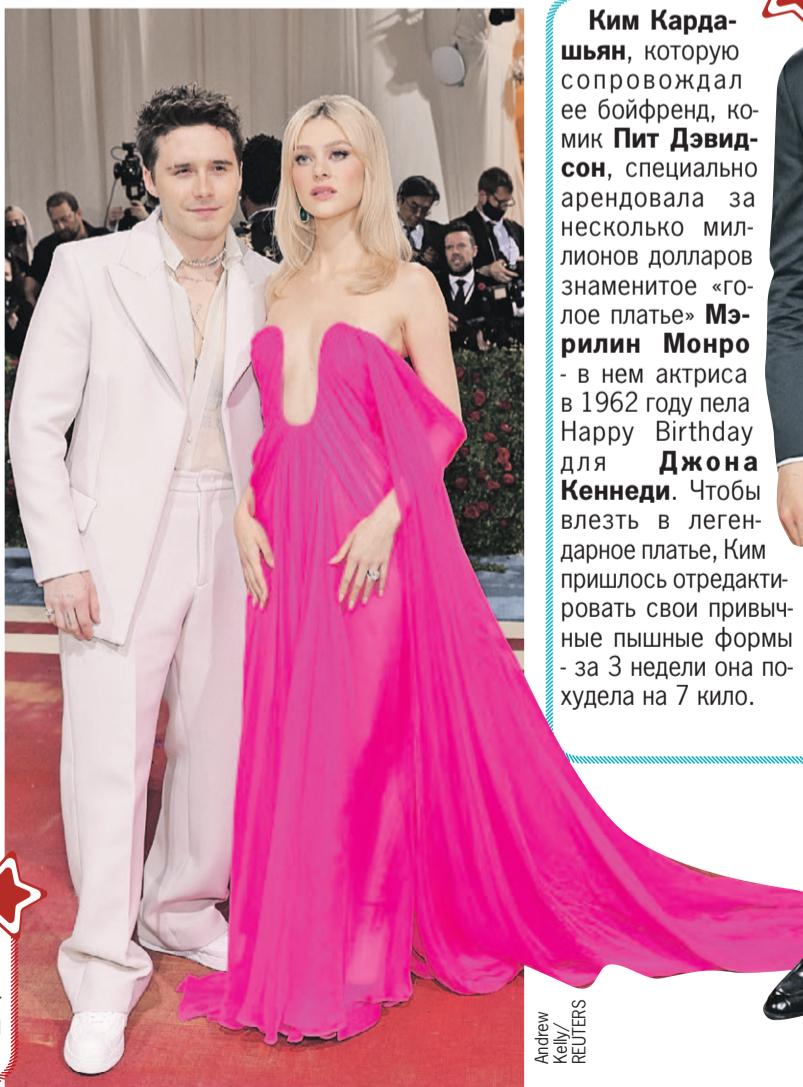 Ким Карда-
шьян, которую
сопровождал
ее бойфренд, ко-
мик Пит Дэвид-
сон, специально
арендовала за
несколько мил-
лионов долларов
знаменитое «го-
лое платье» Мэ-
рилин Монро
- в нем актриса
в 1962 году пела
Happy Birthday
для Джона
Кеннеди. Чтобы
влезть в леген-
дарное платье, Ким
пришлось отредакти-
ровать свои привыч-
ные пышные формы
- за 3 недели она по-
худела на 7 кило.
Andrew
Kelly/
REUTERS